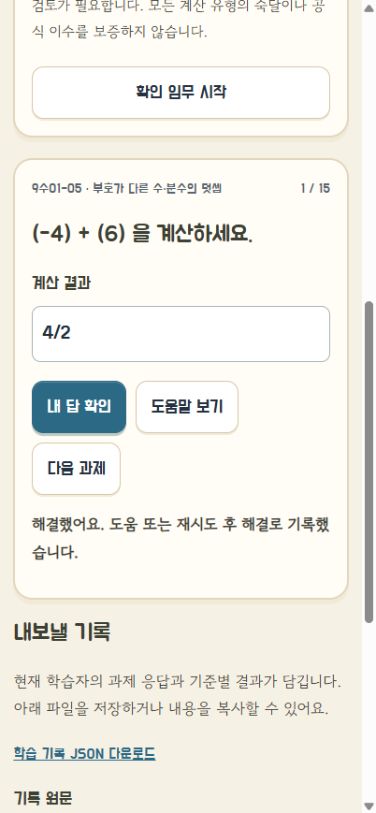 검토가 필요합니다. 모든 계산 유형의 숙달이나 공
식 이수를 보증하지 않습니다.
확인 임무 시작
9수01-05 · 부호가 다른 수·분수의 덧셈
1 / 15
(-4) + (6) 을 계산하세요.
계산 결과
4/2
내 답 확인
도움말 보기
다음 과제
해결했어요. 도움 또는 재시도 후 해결로 기록했
습니다.
내보낼 기록
현재 학습자의 과제 응답과 기준별 결과가 담깁니다.
아래 파일을 저장하거나 내용을 복사할 수 있어요.
학습 기록 JSON 다운로드
기록 원문